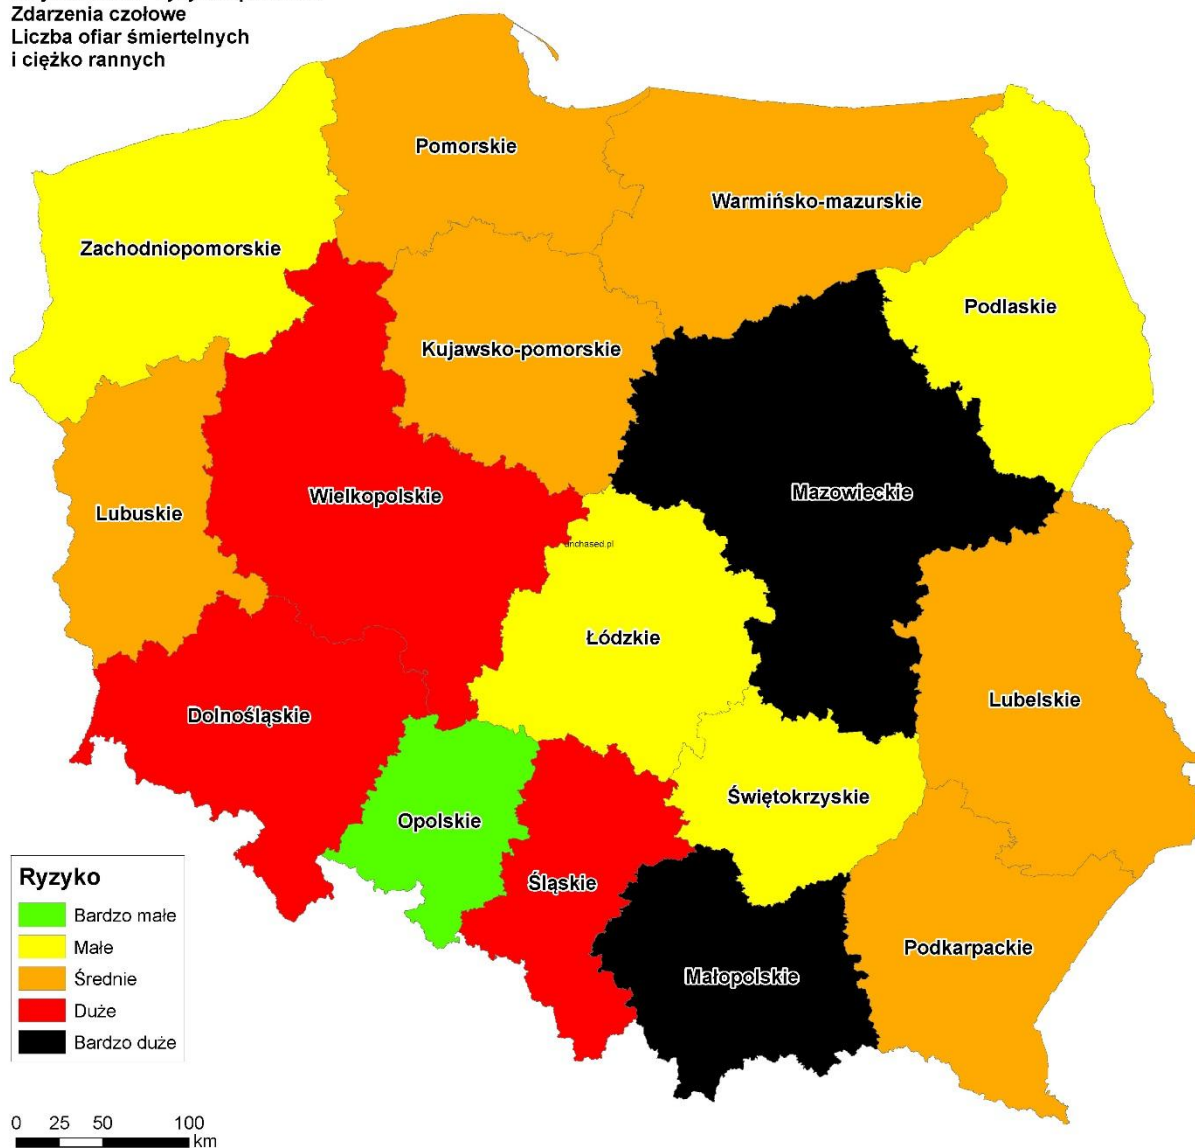 Zdarzenia czołowe
Liczba ofiar śmiertelnych
i ciężko rannych
Pomorskie
Warmińsko-mazurskie
Zachodniopomorskie
Podlaskie
Kujawsko-pomorskie
Wielkopolskie
Mazowieckie
Lubuskie
unchased.pl
Łódzkie
Lubelskie
Dolnośląskie
Świętokrzyskie
Opolskie
Śląskie
Podkarpackie
Małopolskie
Ryzyko
Bardzo małe
Małe
Średnie
Duże
Bardzo duże
0 25 50 100
km